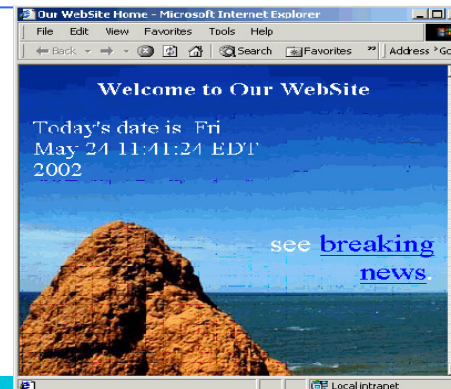 Our WebSite Home - Microsoft Internet Explorer
File Edit View Favorites Tools Help
Back Search Favorites » Address Go
Welcome to Our WebSite
Today's date is Fri
May 24 11:41:24 EDT
2002
see breaking
news.
Local intranet